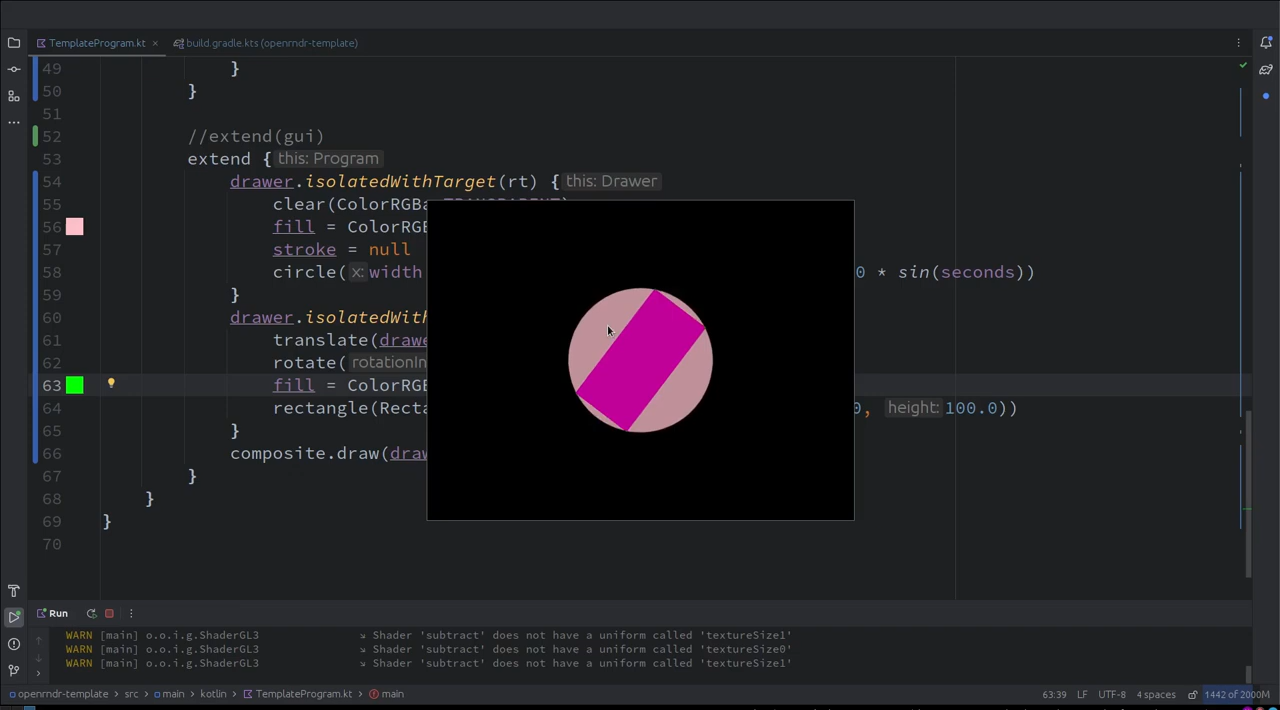 TemplateProgram.kt × build.gradle.kts (openrndr-template)
49 }
50 }
51
52 //extend(gui)
53 extend { this: Program
54 drawer.isolatedWithTarget(rt) { this: Drawer
55 clear(ColorRGBa.TRANSPARENT)
56 fill = ColorRGB
57 stroke = null
58 circle( x: width 0 * sin(seconds))
59 }
60 drawer.isolatedWith
61 translate(drawe
62 rotate( rotationIn
63 fill = ColorRGB
64 rectangle(Recta 0, height: 100.0))
65 }
66 composite.draw(draw
67 }
68 }
69 }
70
Run
WARN [main] o.o.i.g.ShaderGL3 ↘ Shader 'subtract' does not have a uniform called 'textureSize1'
WARN [main] o.o.i.g.ShaderGL3 ↘ Shader 'subtract' does not have a uniform called 'textureSize0'
WARN [main] o.o.i.g.ShaderGL3 ↘ Shader 'subtract' does not have a uniform called 'textureSize1'
openrndr-template › src › main › kotlin › TemplateProgram.kt › main 63:39 LF UTF-8 4 spaces 1442 of 2000M